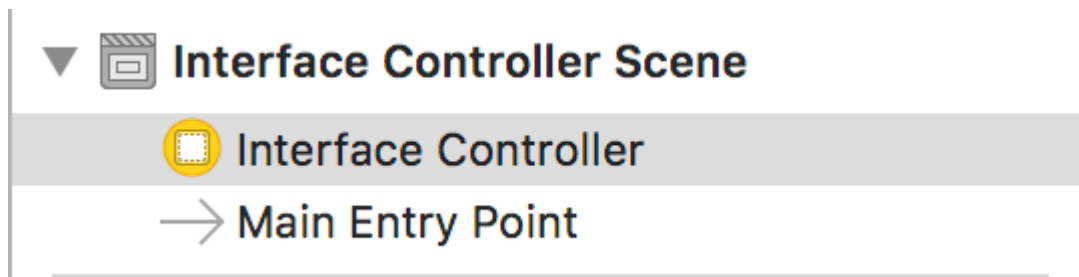 Interface Controller Scene
Interface Controller
Main Entry Point